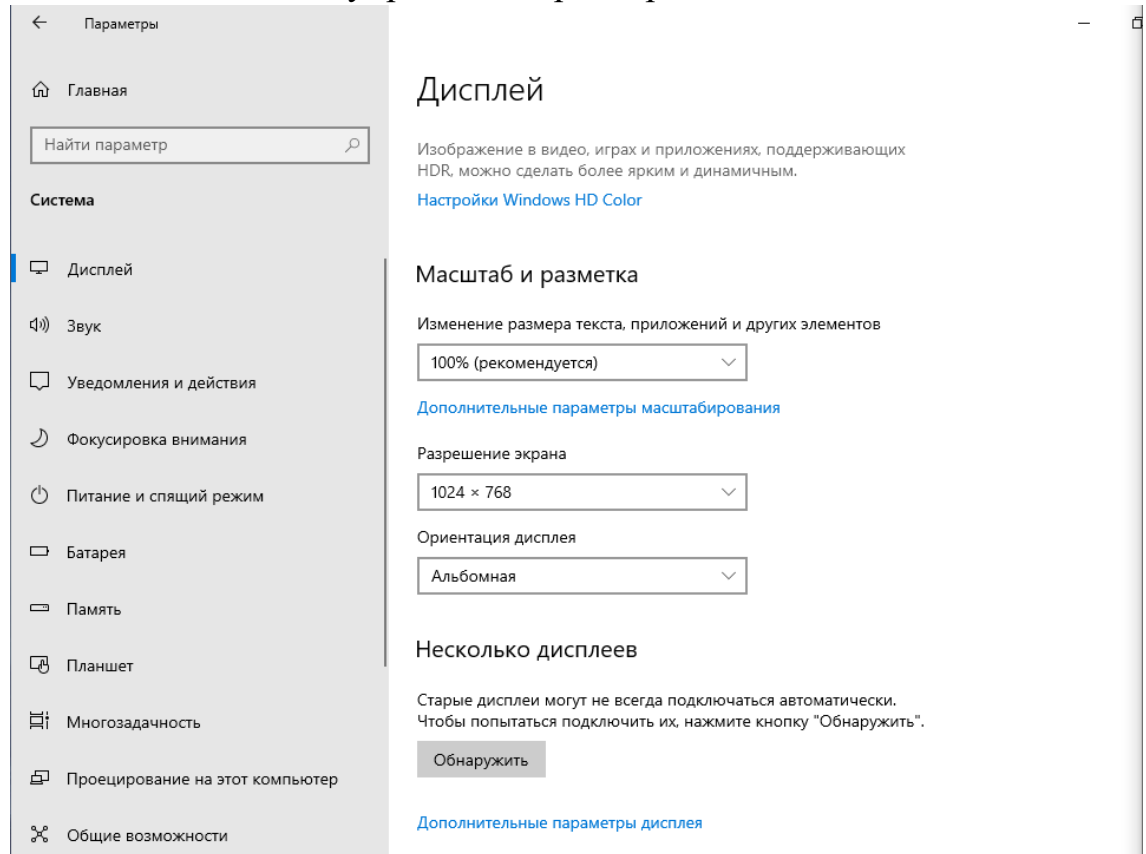 Параметры
Главная
Найти параметр
Система
Дисплей
Звук
Уведомления и действия
Фокусировка внимания
Питание и спящий режим
Батарея
Память
Планшет
Многозадачность
Проецирование на этот компьютер
Общие возможности
Дисплей
Изображение в видео, играх и приложениях, поддерживающих
HDR, можно сделать более ярким и динамичным.
Настройки Windows HD Color
Масштаб и разметка
Изменение размера текста, приложений и других элементов
100% (рекомендуется)
Дополнительные параметры масштабирования
Разрешение экрана
1024 × 768
Ориентация дисплея
Альбомная
Несколько дисплеев
Старые дисплеи могут не всегда подключаться автоматически.
Чтобы попытаться подключить их, нажмите кнопку "Обнаружить".
Обнаружить
Дополнительные параметры дисплея